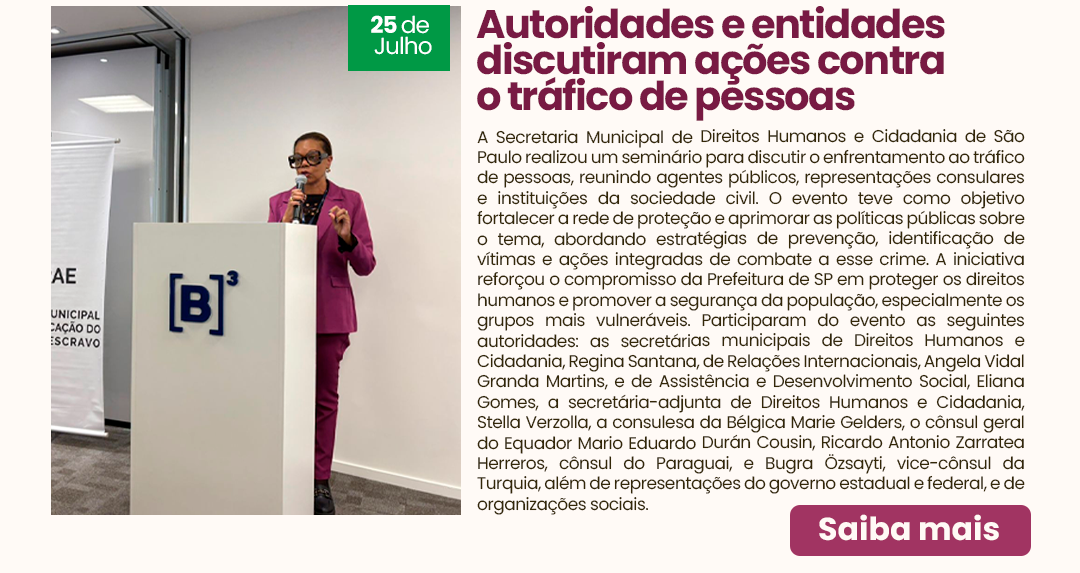 25 de
Julho
Autoridades e entidades
discutiram ações contra
o tráfico de pessoas
A Secretaria Municipal de Direitos Humanos e Cidadania de São
Paulo realizou um seminário para discutir o enfrentamento ao tráfico
de pessoas, reunindo agentes públicos, representações consulares
e instituições da sociedade civil. O evento teve como objetivo
fortalecer a rede de proteção e aprimorar as políticas públicas sobre
o tema, abordando estratégias de prevenção, identificação de
vítimas e ações integradas de combate a esse crime. A iniciativa
reforçou o compromisso da Prefeitura de SP em proteger os direitos
humanos e promover a segurança da população, especialmente os
grupos mais vulneráveis. Participaram do evento as seguintes
autoridades: as secretárias municipais de Direitos Humanos e
Cidadania, Regina Santana, de Relações Internacionais, Angela Vidal
Granda Martins, e de Assistência e Desenvolvimento Social, Eliana
Gomes, a secretária-adjunta de Direitos Humanos e Cidadania,
Stella Verzolla, a consulesa da Bélgica Marie Gelders, o cônsul geral
do Equador Mario Eduardo Durán Cousin, Ricardo Antonio Zarratea
Herreros, cônsul do Paraguai, e Bugra Özsayti, vice-cônsul da
Turquia, além de representações do governo estadual e federal, e de
organizações sociais.
Saiba mais
[B]³
AE
UNICIPAL
CAÇÃO DO
ESCRAVO